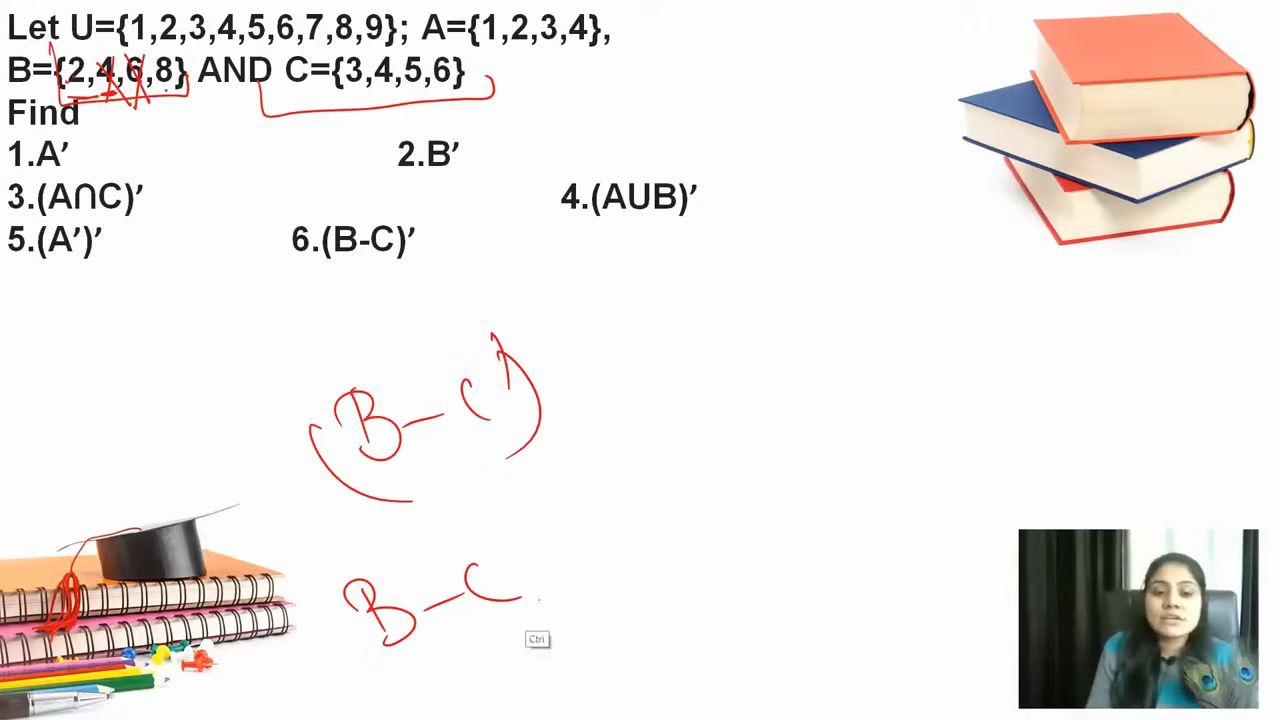 Let U={1,2,3,4,5,6,7,8,9}; A={1,2,3,4},
B={2,4,6,8} AND C={3,4,5,6}
Find
1.A′ 2.B′
3.(A∩C)′ 4.(AUB)′
5.(A′)′ 6.(B-C)′
(B-C)′
B-C
Ctrl